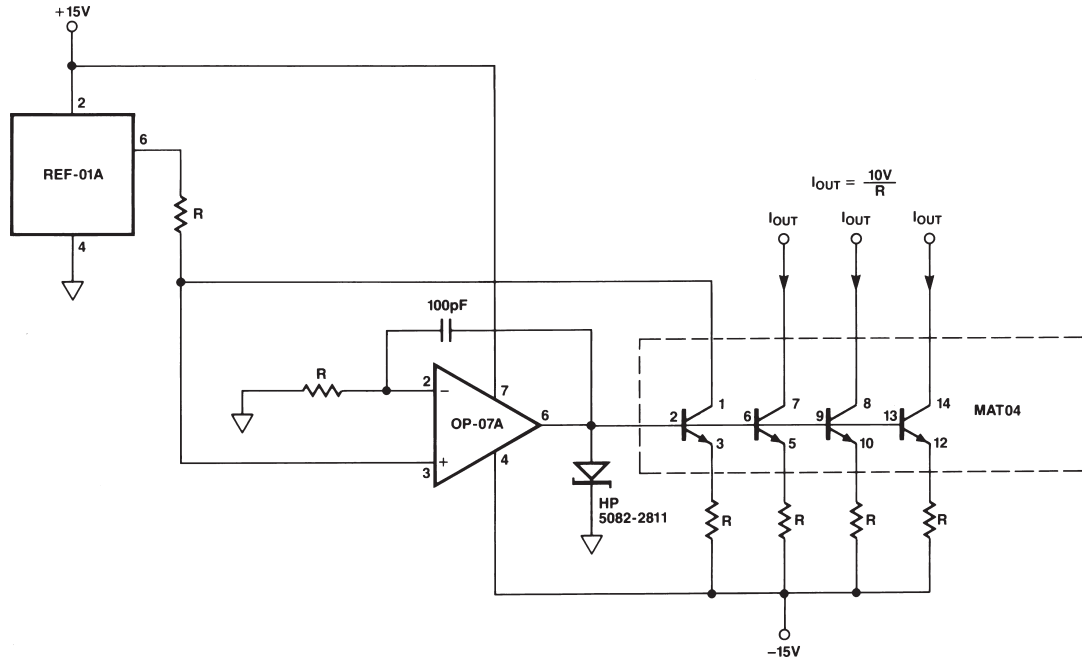 +15V
2
6
REF-01A
R
4
I_OUT = 10V/R
I_OUT
I_OUT
I_OUT
100pF
R
2
−
7
OP-07A
6
+
3
4
HP
5082-2811
2
1
3
6
7
5
9
8
10
13
14
12
MAT04
R
R
R
R
−15V